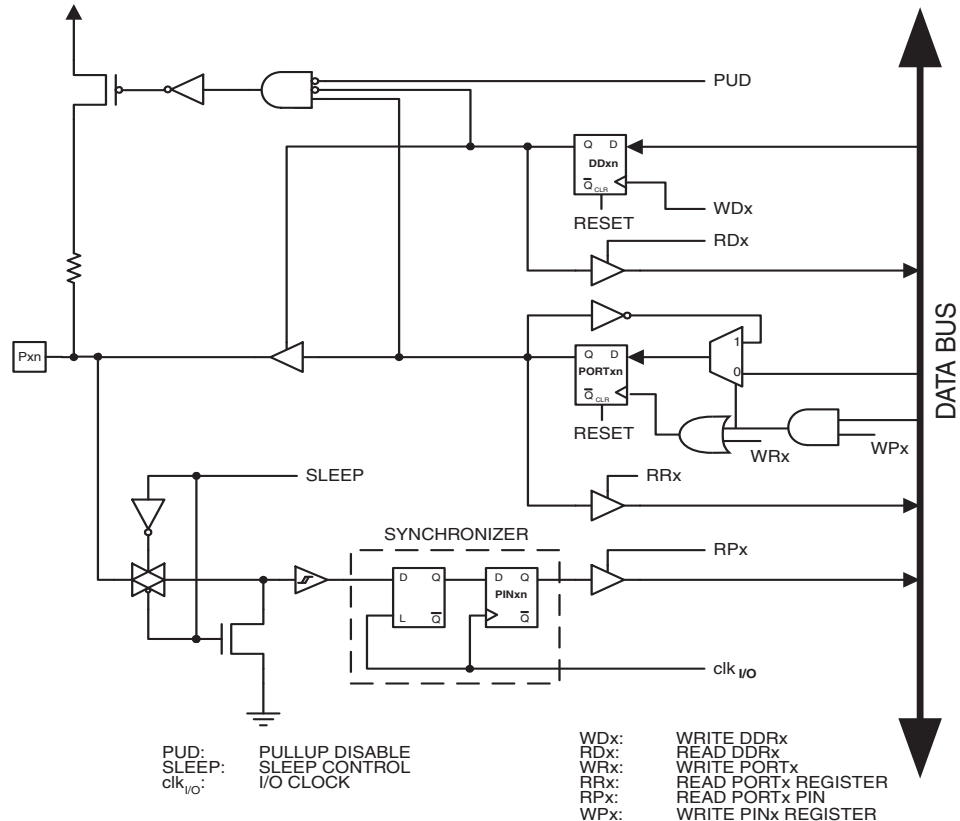 PUD
Q D
DDxn
Q CLR
WDx
RESET
RDx
Pxn
1
Q D
0
PORTxn
Q CLR
RESET
WRx
WPx
DATA BUS
SLEEP
RRx
SYNCHRONIZER
RPx
D Q
D Q
PINxn
L Q
Q
clk I/O
PUD: PULLUP DISABLE
SLEEP: SLEEP CONTROL
clkI/O: I/O CLOCK
WDx: WRITE DDRx
RDx: READ DDRx
WRx: WRITE PORTx
RRx: READ PORTx REGISTER
RPx: READ PORTx PIN
WPx: WRITE PINx REGISTER